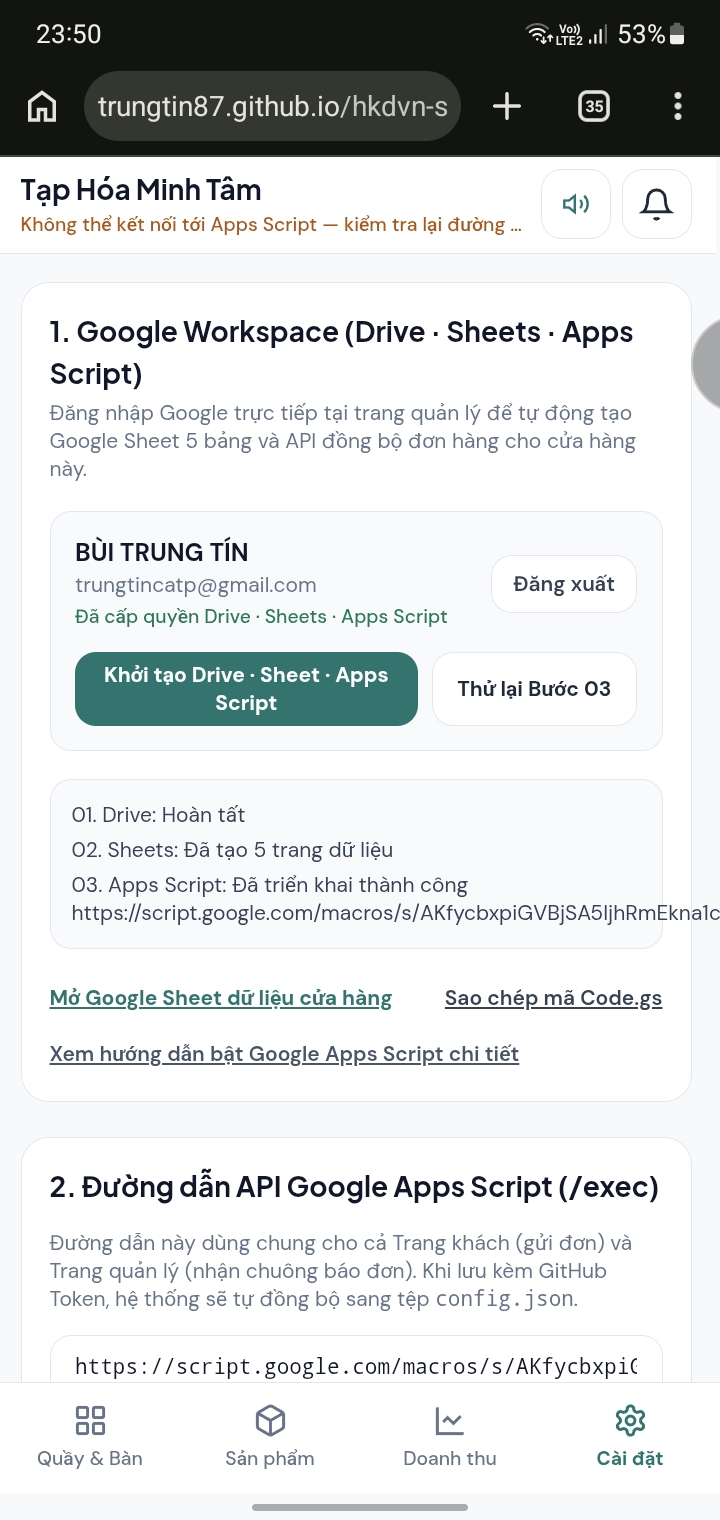 23:50
Vo))
LTE2
53%
trungtin87.github.io/hkdvn-s
35
Tạp Hóa Minh Tâm
Không thể kết nối tới Apps Script — kiểm tra lại đường ...
1. Google Workspace (Drive · Sheets · Apps
Script)
Đăng nhập Google trực tiếp tại trang quản lý để tự động tạo
Google Sheet 5 bảng và API đồng bộ đơn hàng cho cửa hàng
này.
BÙI TRUNG TÍN
trungtincatp@gmail.com
Đã cấp quyền Drive · Sheets · Apps Script
Đăng xuất
Khởi tạo Drive · Sheet · Apps
Script
Thử lại Bước 03
01. Drive: Hoàn tất
02. Sheets: Đã tạo 5 trang dữ liệu
03. Apps Script: Đã triển khai thành công
https://script.google.com/macros/s/AKfycbxpiGVBjSA5IjhRmEkna1c
Mở Google Sheet dữ liệu cửa hàng
Sao chép mã Code.gs
Xem hướng dẫn bật Google Apps Script chi tiết
2. Đường dẫn API Google Apps Script (/exec)
Đường dẫn này dùng chung cho cả Trang khách (gửi đơn) và
Trang quản lý (nhận chuông báo đơn). Khi lưu kèm GitHub
Token, hệ thống sẽ tự đồng bộ sang tệp config.json.
https://script.google.com/macros/s/AKfycbxpiG
Quầy & Bàn
Sản phẩm
Doanh thu
Cài đặt